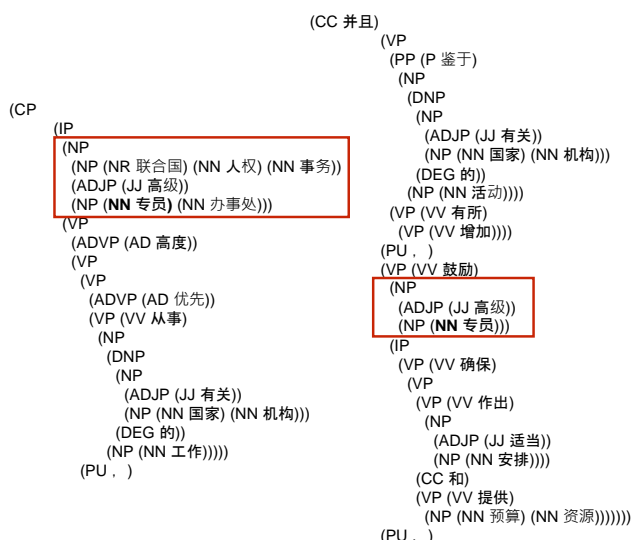 (CP
(IP
(NP
(NP (NR 联合国) (NN 人权) (NN 事务))
(ADJP (JJ 高级))
(NP (NN 专员) (NN 办事处)))
(VP
(ADVP (AD 高度))
(VP
(VP
(ADVP (AD 优先))
(VP (VV 从事)
(NP
(DNP
(NP
(ADJP (JJ 有关))
(NP (NN 国家) (NN 机构)))
(DEG 的))
(NP (NN 工作)))))
(PU ， )
(CC 并且)
(VP
(PP (P 鉴于)
(NP
(DNP
(NP
(ADJP (JJ 有关))
(NP (NN 国家) (NN 机构)))
(DEG 的))
(NP (NN 活动))))
(VP (VV 有所)
(VP (VV 增加))))
(PU ， )
(VP (VV 鼓励)
(NP
(ADJP (JJ 高级))
(NP (NN 专员)))
(IP
(VP (VV 确保)
(VP
(VP (VV 作出)
(NP
(ADJP (JJ 适当))
(NP (NN 安排))))
(CC 和)
(VP (VV 提供)
(NP (NN 预算) (NN 资源)))))))
(PU ， )